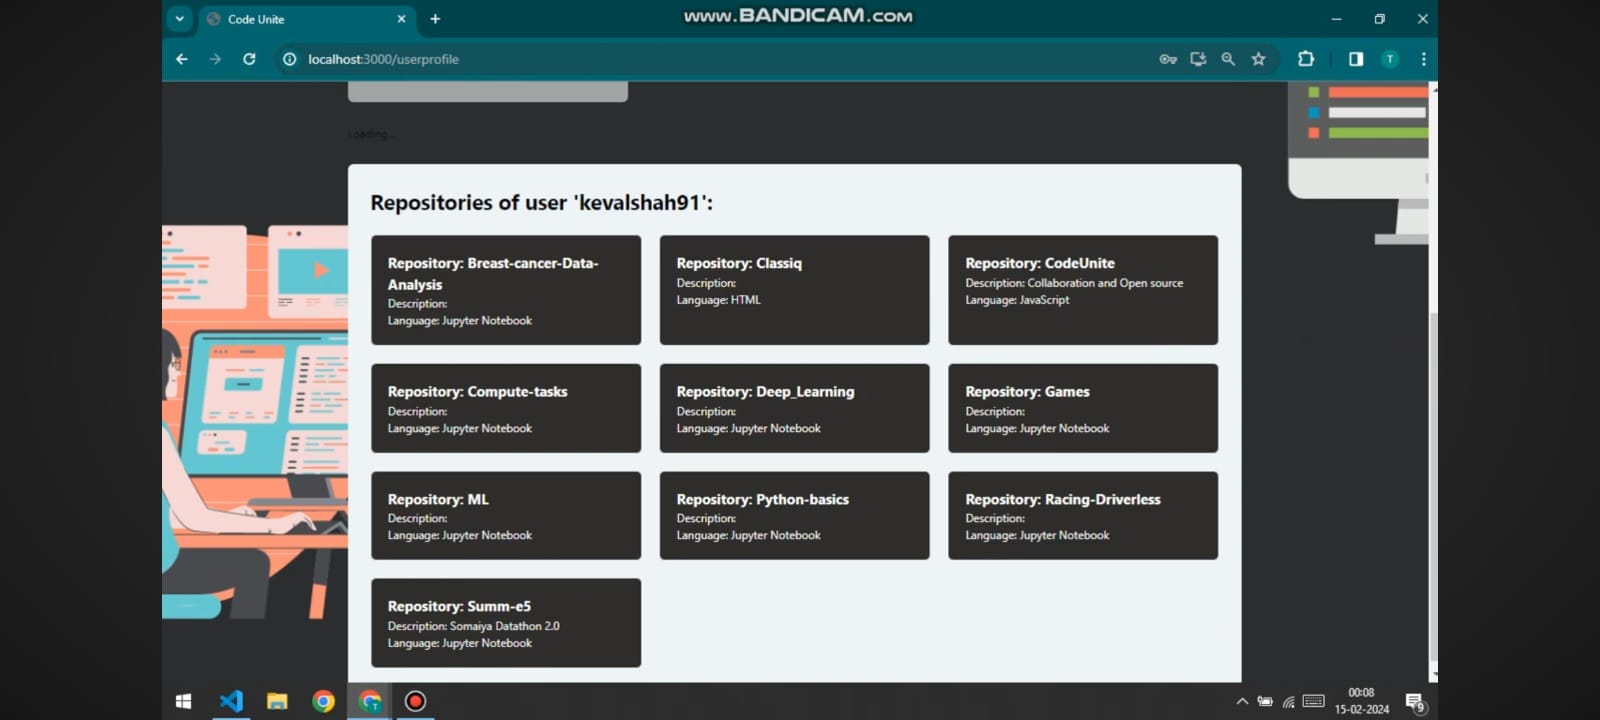 Code Unite
www.BANDICAM.com
localhost:3000/userprofile
T
Loading...
Repositories of user 'kevalshah91':
Repository: Breast-cancer-Data-
Analysis
Description:
Language: Jupyter Notebook
Repository: Classiq
Description:
Language: HTML
Repository: CodeUnite
Description: Collaboration and Open source
Language: JavaScript
Repository: Compute-tasks
Description:
Language: Jupyter Notebook
Repository: Deep_Learning
Description:
Language: Jupyter Notebook
Repository: Games
Description:
Language: Jupyter Notebook
Repository: ML
Description:
Language: Jupyter Notebook
Repository: Python-basics
Description:
Language: Jupyter Notebook
Repository: Racing-Driverless
Description:
Language: Jupyter Notebook
Repository: Summ-e5
Description: Somaiya Datathon 2.0
Language: Jupyter Notebook
T
00:08
15-02-2024
9